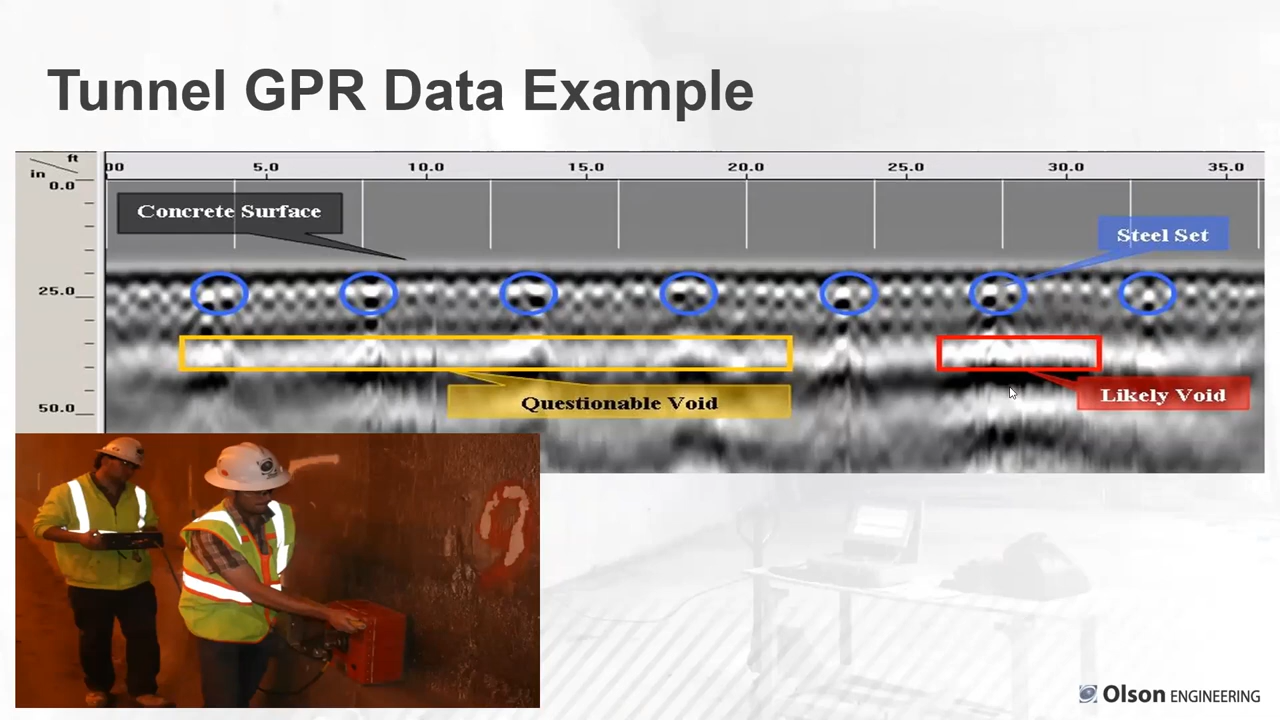 Tunnel GPR Data Example
ft
in
00 5.0 10.0 15.0 20.0 25.0 30.0 35.0
0.0
Concrete Surface
Steel Set
25.0
Questionable Void
Likely Void
50.0
9
Olson ENGINEERING